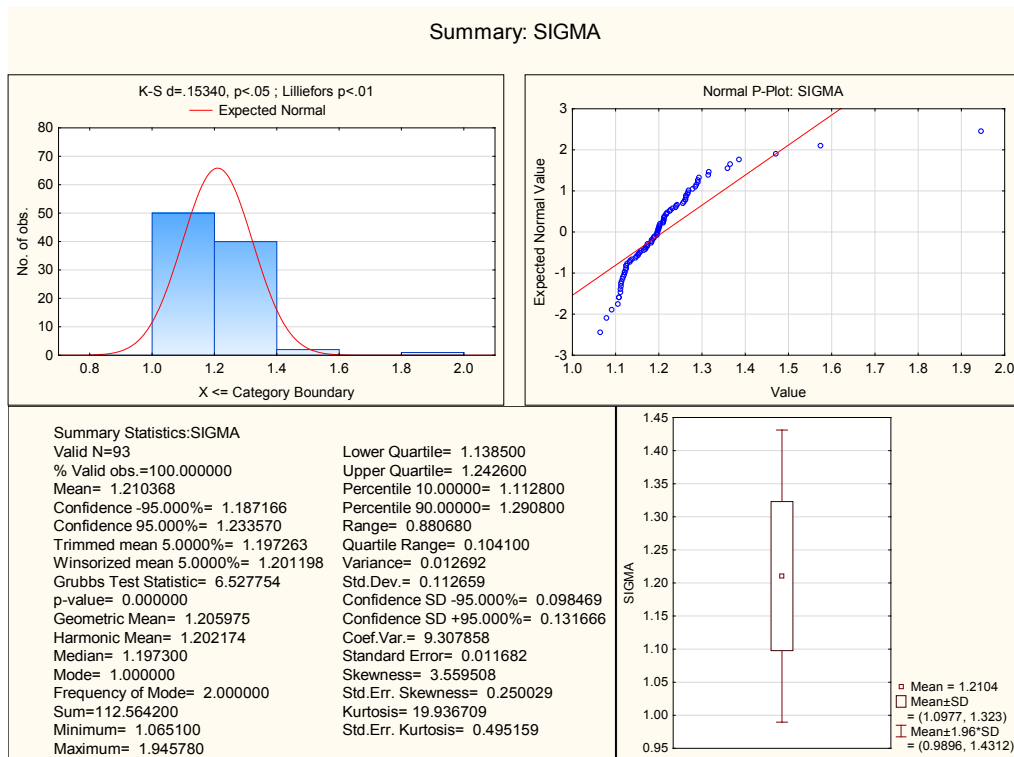 Summary: SIGMA
K-S d=.15340, p<.05 ; Lilliefors p<.01
Expected Normal
80
70
60
50
40
30
20
10
0
No. of obs.
0.8 1.0 1.2 1.4 1.6 1.8 2.0
X <= Category Boundary
Normal P-Plot: SIGMA
3
2
1
0
-1
-2
-3
Expected Normal Value
1.0 1.1 1.2 1.3 1.4 1.5 1.6 1.7 1.8 1.9 2.0
Value
Summary Statistics:SIGMA
Valid N=93
% Valid obs.=100.000000
Mean= 1.210368
Confidence -95.000%= 1.187166
Confidence 95.000%= 1.233570
Trimmed mean 5.0000%= 1.197263
Winsorized mean 5.0000%= 1.201198
Grubbs Test Statistic= 6.527754
p-value= 0.000000
Geometric Mean= 1.205975
Harmonic Mean= 1.202174
Median= 1.197300
Mode= 1.000000
Frequency of Mode= 2.000000
Sum=112.564200
Minimum= 1.065100
Maximum= 1.945780
Lower Quartile= 1.138500
Upper Quartile= 1.242600
Percentile 10.00000= 1.112800
Percentile 90.00000= 1.290800
Range= 0.880680
Quartile Range= 0.104100
Variance= 0.012692
Std.Dev.= 0.112659
Confidence SD -95.000%= 0.098469
Confidence SD +95.000%= 0.131666
Coef.Var.= 9.307858
Standard Error= 0.011682
Skewness= 3.559508
Std.Err. Skewness= 0.250029
Kurtosis= 19.936709
Std.Err. Kurtosis= 0.495159
1.45
1.40
1.35
1.30
1.25
1.20
1.15
1.10
1.05
1.00
0.95
SIGMA
Mean = 1.2104
Mean±SD
= (1.0977, 1.323)
Mean±1.96*SD
= (0.9896, 1.4312)